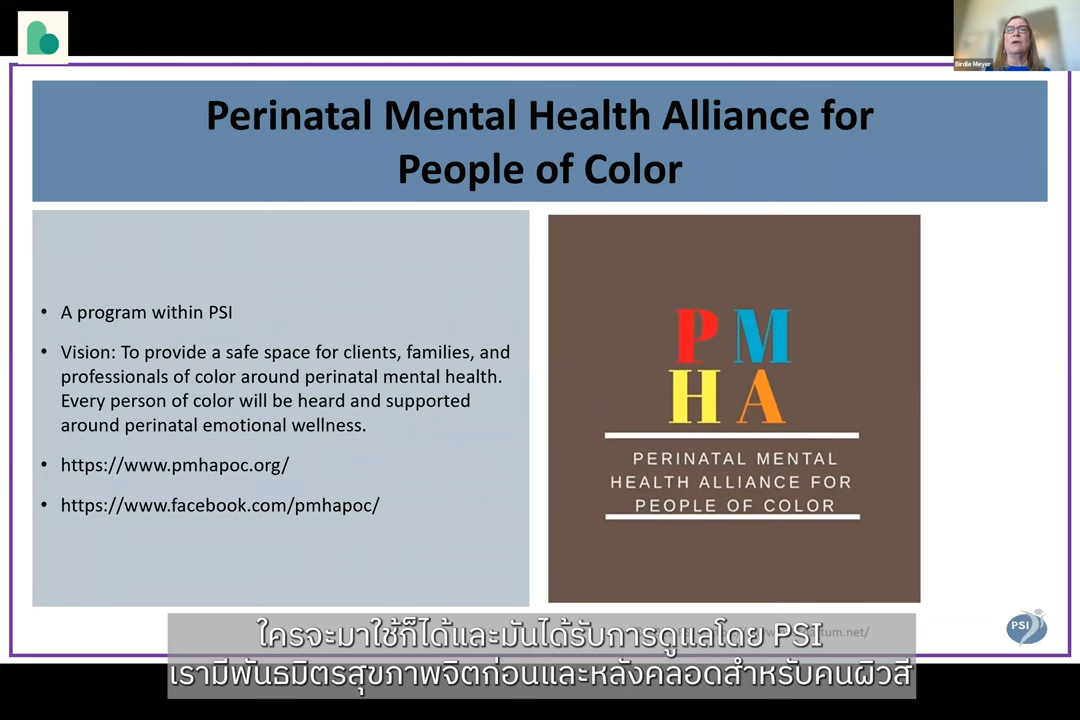 Birdie Meyer
Perinatal Mental Health Alliance for
People of Color
• A program within PSI
• Vision: To provide a safe space for clients, families, and
professionals of color around perinatal mental health.
Every person of color will be heard and supported
around perinatal emotional wellness.
• https://www.pmhapoc.org/
• https://www.facebook.com/pmhapoc/
P M
H A
PERINATAL MENTAL
HEALTH ALLIANCE FOR
PEOPLE OF COLOR
PSI
ใครจะมาใช้ก็ได้และมันได้รับการดูแลโดย PSI
เรามีพันธมิตรสุขภาพจิตก่อนและหลังคลอดสำหรับคนผิวสี